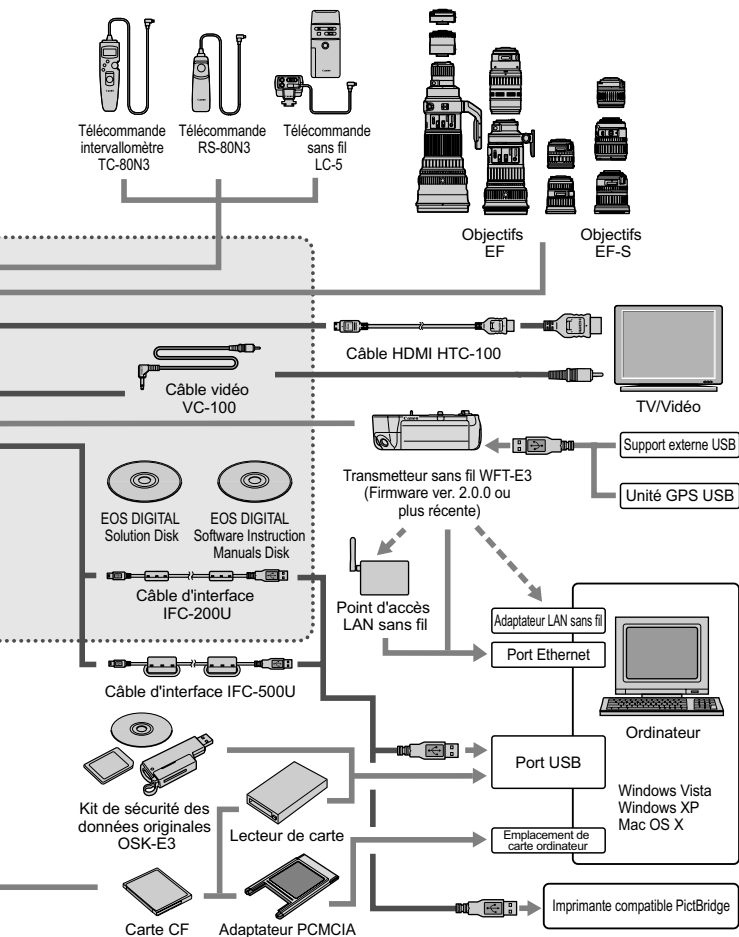 Télécommande
intervallomètre
TC-80N3
Télécommande
RS-80N3
Télécommande
sans fil
LC-5
Objectifs
EF
Objectifs
EF-S
Câble HDMI HTC-100
Câble vidéo
VC-100
TV/Vidéo
Transmetteur sans fil WFT-E3
(Firmware ver. 2.0.0 ou
plus récente)
Support externe USB
Unité GPS USB
EOS DIGITAL
Solution Disk
EOS DIGITAL
Software Instruction
Manuals Disk
Câble d'interface
IFC-200U
Point d'accès
LAN sans fil
Adaptateur LAN sans fil
Port Ethernet
Câble d'interface IFC-500U
Ordinateur
Port USB
Windows Vista
Windows XP
Mac OS X
Kit de sécurité des
données originales
OSK-E3
Lecteur de carte
Emplacement de
carte ordinateur
Carte CF
Adaptateur PCMCIA
Imprimante compatible PictBridge